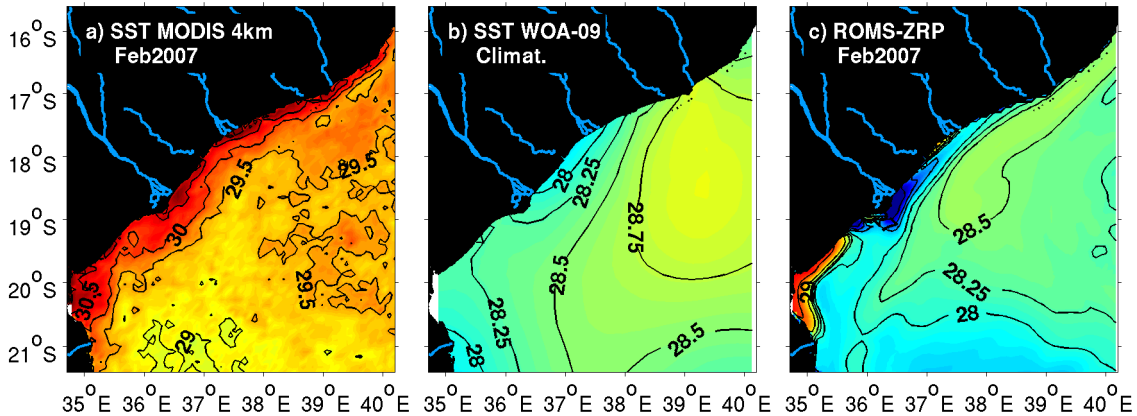 a) SST MODIS 4km
Feb2007
b) SST WOA-09
Climat.
c) ROMS-ZRP
Feb2007
16°S
17°S
18°S
19°S
20°S
21°S
29.5
29.5
30
29.5
30.5
29
28
28.25
28.75
28.5
28.25
28
28.5
28.5
28.25
28
29
35°E 36°E 37°E 38°E 39°E 40°E
35°E 36°E 37°E 38°E 39°E 40°E
35°E 36°E 37°E 38°E 39°E 40°E